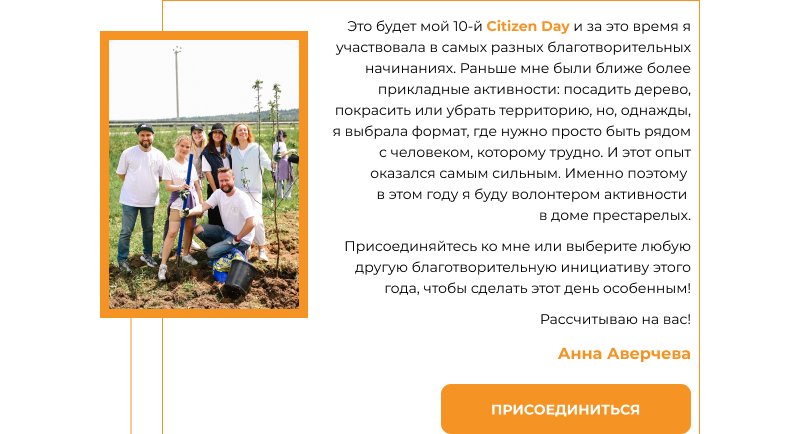 Это будет мой 10-й Citizen Day и за это время я
участвовала в самых разных благотворительных
начинаниях. Раньше мне были ближе более
прикладные активности: посадить дерево,
покрасить или убрать территорию, но, однажды,
я выбрала формат, где нужно просто быть рядом
с человеком, которому трудно. И этот опыт
оказался самым сильным. Именно поэтому
в этом году я буду волонтером активности
в доме престарелых.
Присоединяйтесь ко мне или выберите любую
другую благотворительную инициативу этого
года, чтобы сделать этот день особенным!
Рассчитываю на вас!
Анна Аверчева
ПРИСОЕДИНИТЬСЯ